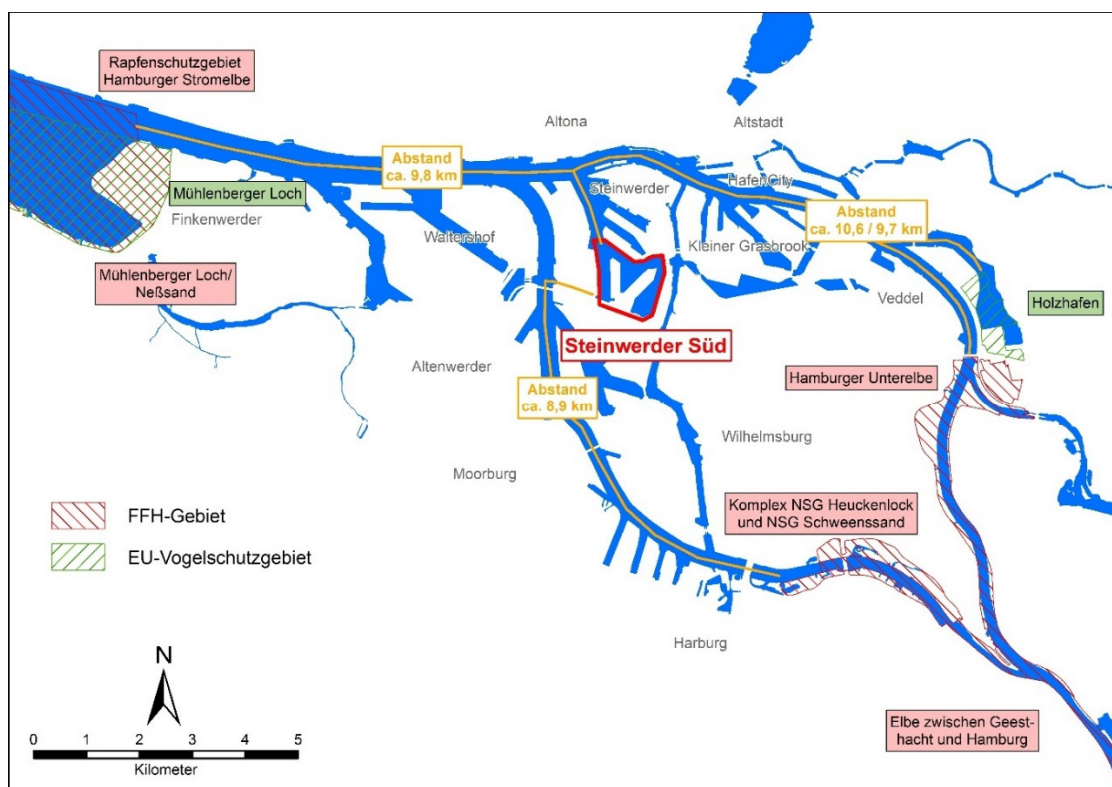 Rapfenschutzgebiet
Hamburger Stromelbe
Altona
Altstadt
Abstand
ca. 9,8 km
Steinwerder
HafenCity
Mühlenberger Loch
Finkenwerder
Waltershof
Kleiner Grasbrook
Abstand
ca. 10,6 / 9,7 km
Mühlenberger Loch/
Neßsand
Veddel
Holzhafen
Steinwerder Süd
Altenwerder
Hamburger Unterelbe
Abstand
ca. 8,9 km
Wilhelmsburg
Moorburg
Komplex NSG Heuckenlock
und NSG Schweenssand
FFH-Gebiet
EU-Vogelschutzgebiet
Harburg
N
Elbe zwischen Geest-
hacht und Hamburg
0 1 2 3 4 5
Kilometer